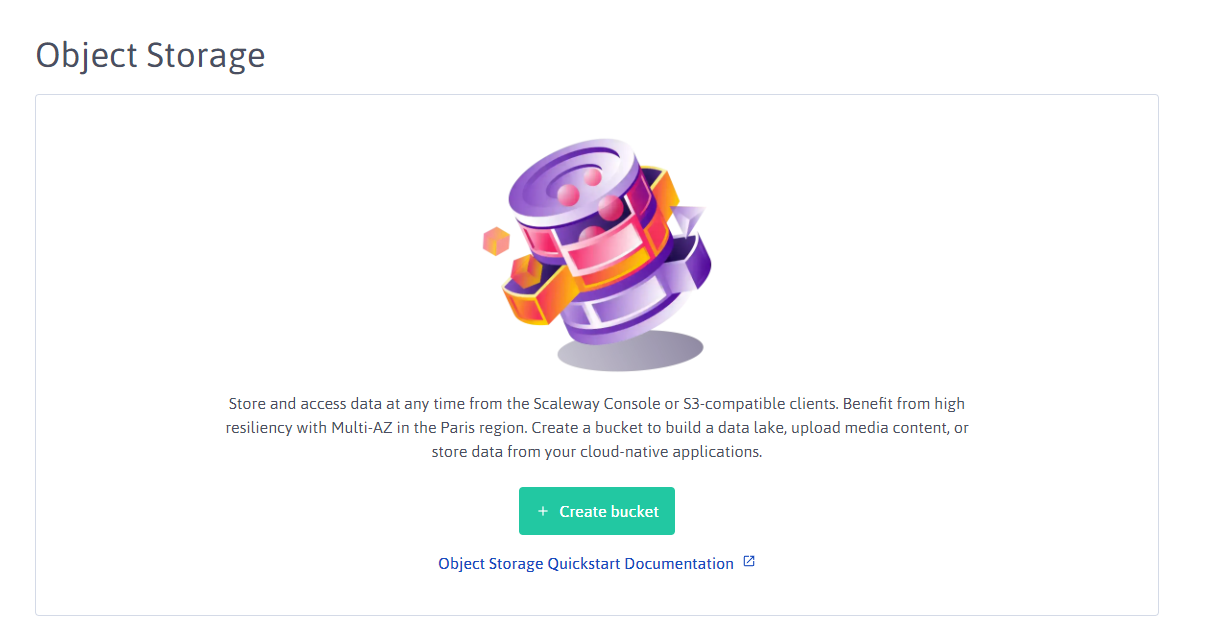 Object Storage
Store and access data at any time from the Scaleway Console or S3-compatible clients. Benefit from high
resiliency with Multi-AZ in the Paris region. Create a bucket to build a data lake, upload media content, or
store data from your cloud-native applications.
+ Create bucket
Object Storage Quickstart Documentation